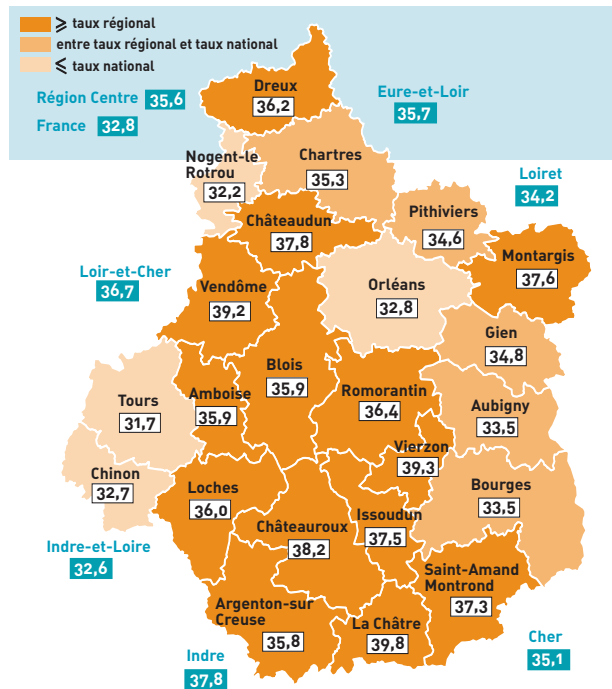 ⩾ taux régional
entre taux régional et taux national
⩽ taux national
Région Centre 35,6
France 32,8
Eure-et-Loir
35,7
Dreux
36,2
Nogent-le
Rotrou
32,2
Chartres
35,3
Loiret
34,2
Châteaudun
37,8
Pithiviers
34,6
Montargis
37,6
Loir-et-Cher
36,7
Vendôme
39,2
Orléans
32,8
Gien
34,8
Blois
35,9
Tours
31,7
Amboise
35,9
Romorantin
36,4
Aubigny
33,5
Vierzon
39,3
Chinon
32,7
Loches
36,0
Bourges
33,5
Issoudun
37,5
Châteauroux
38,2
Indre-et-Loire
32,6
Saint-Amand
Montrond
37,3
Argenton-sur
Creuse
35,8
La Châtre
39,8
Cher
35,1
Indre
37,8